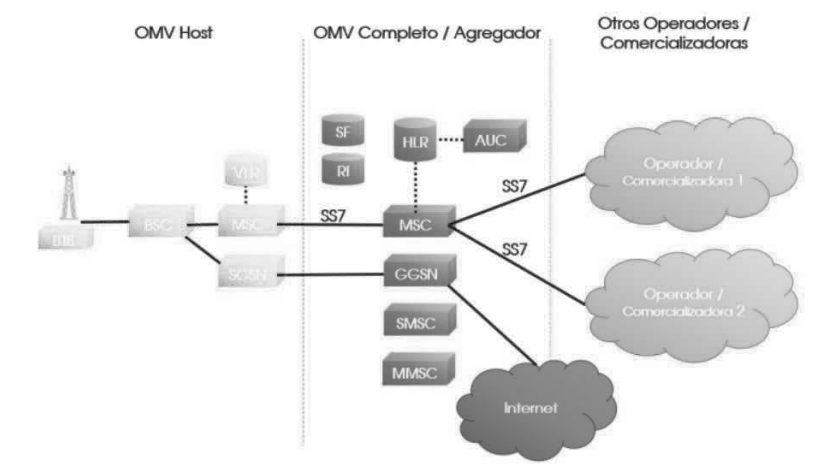 OMV Host
OMV Completo / Agregador
Otros Operadores /
Comercializadoras
SF
HLR
AUC
RI
VLR
Operador /
Comercializadora 1
SS7
BTS
BSC
MSC
SS7
MSC
SS7
SGSN
GGSN
Operador /
Comercializadora 2
SMSC
MMSC
Internet